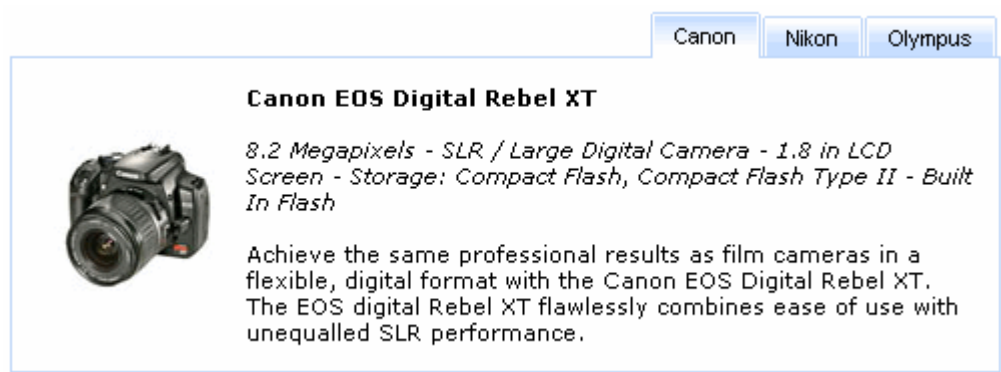 Canon Nikon Olympus
Canon EOS Digital Rebel XT
8.2 Megapixels - SLR / Large Digital Camera - 1.8 in LCD
Screen - Storage: Compact Flash, Compact Flash Type II - Built
In Flash
Achieve the same professional results as film cameras in a
flexible, digital format with the Canon EOS Digital Rebel XT.
The EOS digital Rebel XT flawlessly combines ease of use with
unequalled SLR performance.